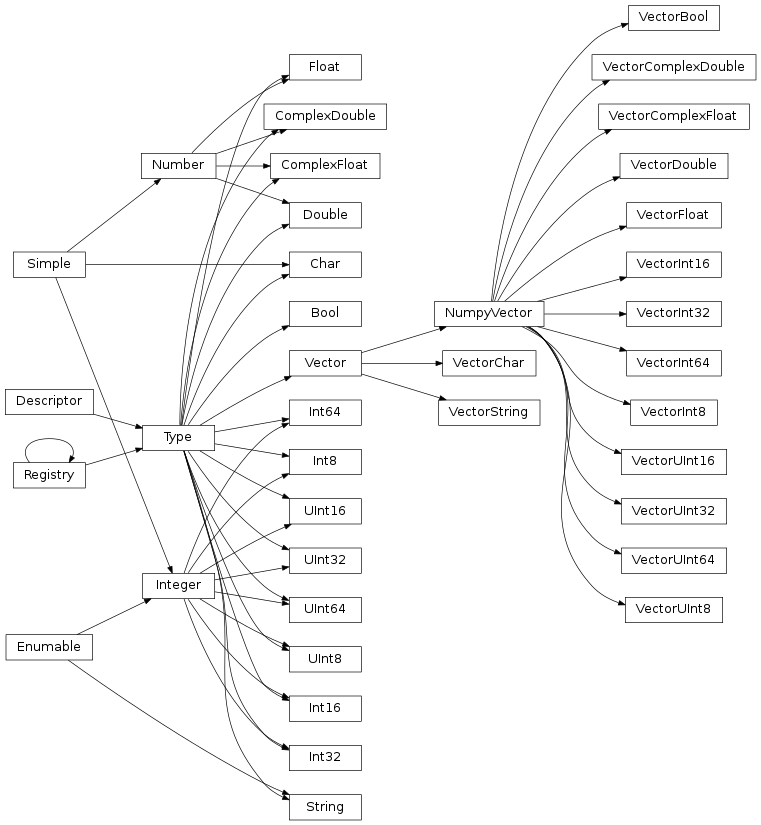 Simple
Descriptor
Registry
Enumable
Number
Type
Integer
Float
ComplexDouble
ComplexFloat
Double
Char
Bool
Vector
Int64
Int8
UInt16
UInt32
UInt64
UInt8
Int16
Int32
String
NumpyVector
VectorChar
VectorString
VectorBool
VectorComplexDouble
VectorComplexFloat
VectorDouble
VectorFloat
VectorInt16
VectorInt32
VectorInt64
VectorInt8
VectorUInt16
VectorUInt32
VectorUInt64
VectorUInt8